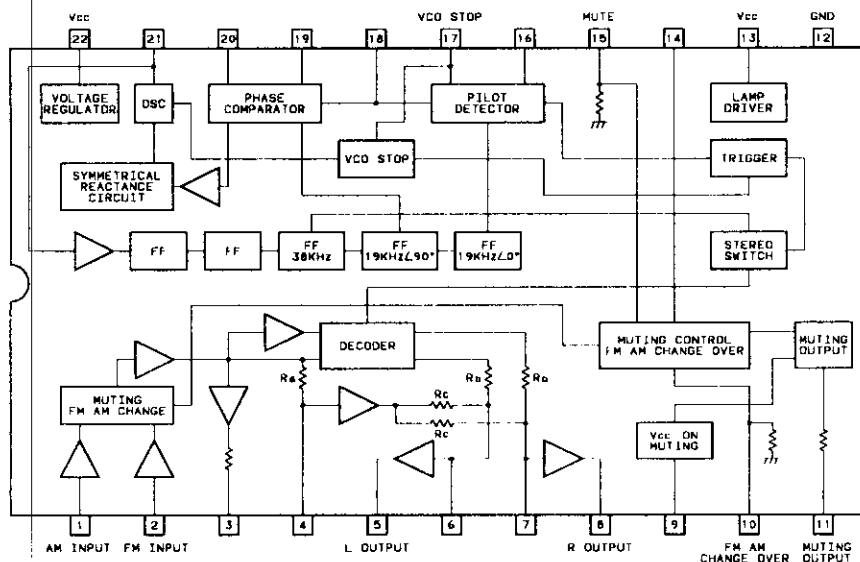 Vcc
VCO STOP
MUTE
Vcc
GND
22
21
20
19
18
17
16
15
14
13
12
VOLTAGE
REGULATOR
OSC
PHASE
COMPARATOR
PILOT
DETECTOR
LAMP
DRIVER
VCO STOP
TRIGGER
SYMMETRICAL
REACTANCE
CIRCUIT
FF
FF
FF
38KHz
FF
19KHz∠90°
FF
19KHz∠0°
STEREO
SWITCH
DECODER
MUTING CONTROL
FM AM CHANGE OVER
MUTING
OUTPUT
Ra
Rb
Rb
MUTING
FM AM CHANGE
Rc
Rc
Vcc ON
MUTING
1
2
3
4
5
6
7
8
9
10
11
AM INPUT
FM INPUT
L OUTPUT
R OUTPUT
FM AM
CHANGE OVER
MUTING
OUTPUT